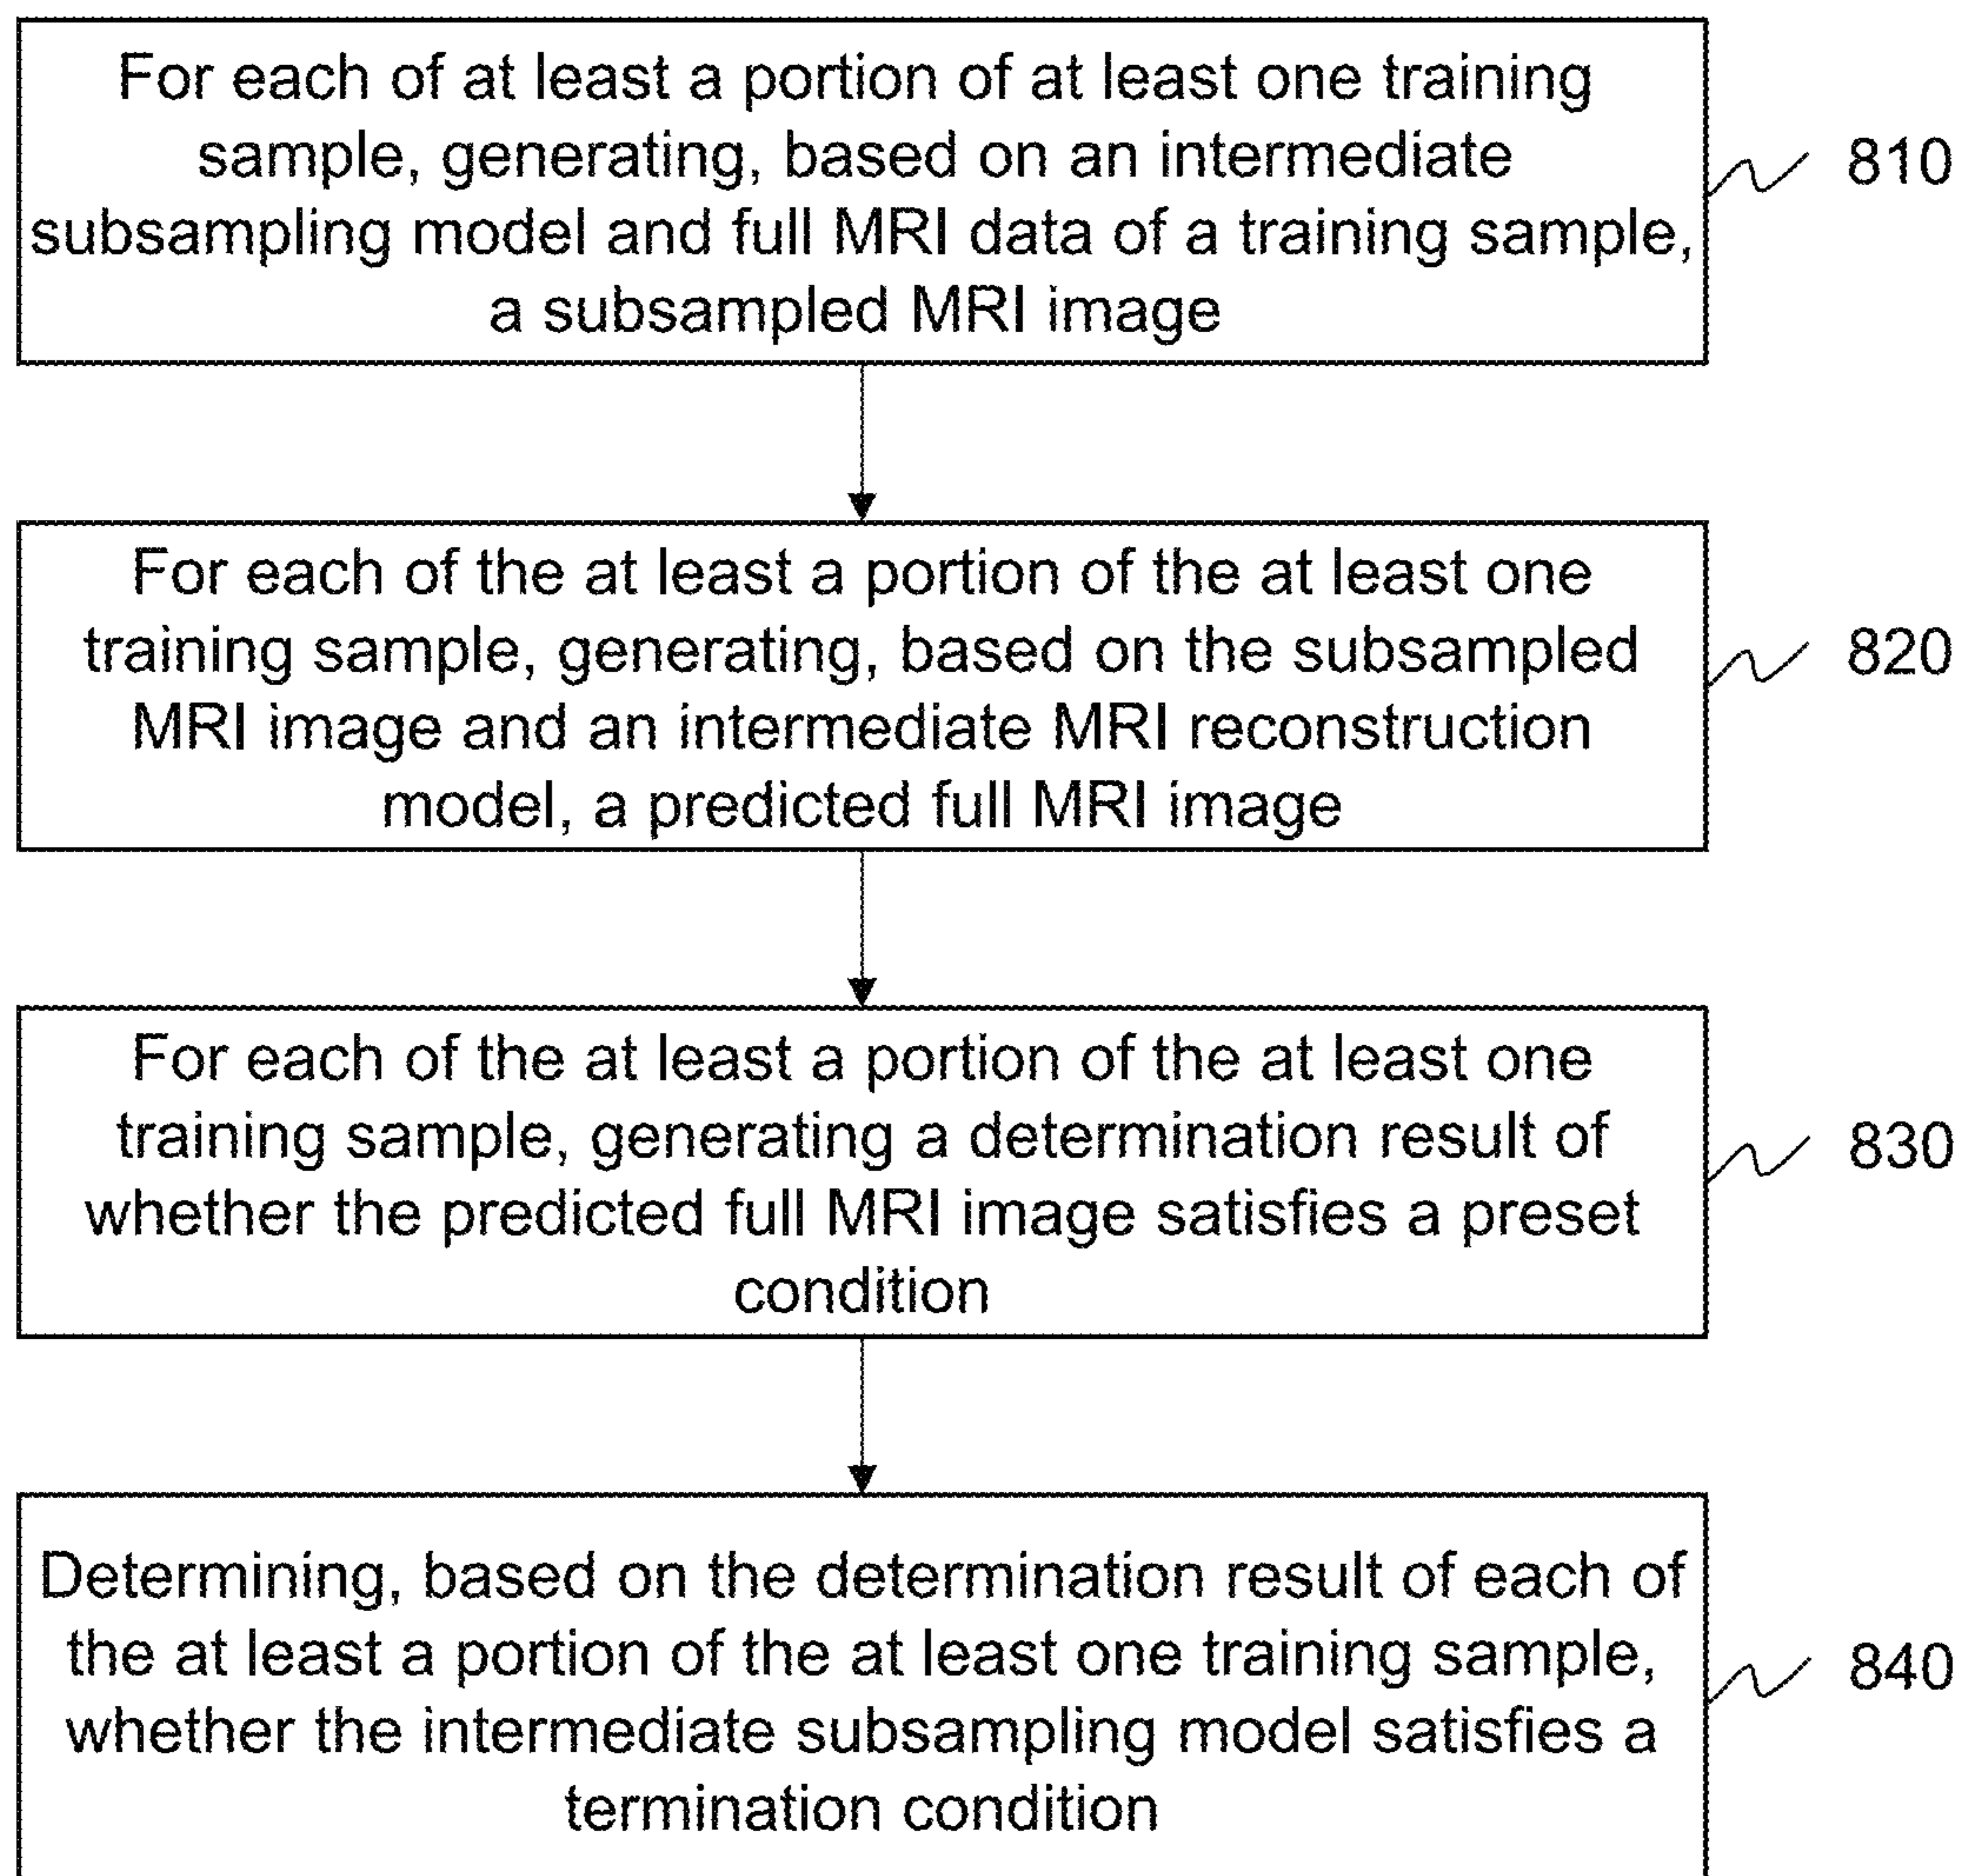 For each of at least a portion of at least one training
sample, generating, based on an intermediate
subsampling model and full MRI data of a training sample,
a subsampled MRI image
810
For each of the at least a portion of the at least one
training sample, generating, based on the subsampled
MRI image and an intermediate MRI reconstruction
model, a predicted full MRI image
820
For each of the at least a portion of the at least one
training sample, generating a determination result of
whether the predicted full MRI image satisfies a preset
condition
830
Determining, based on the determination result of each of
the at least a portion of the at least one training sample,
whether the intermediate subsampling model satisfies a
termination condition
840